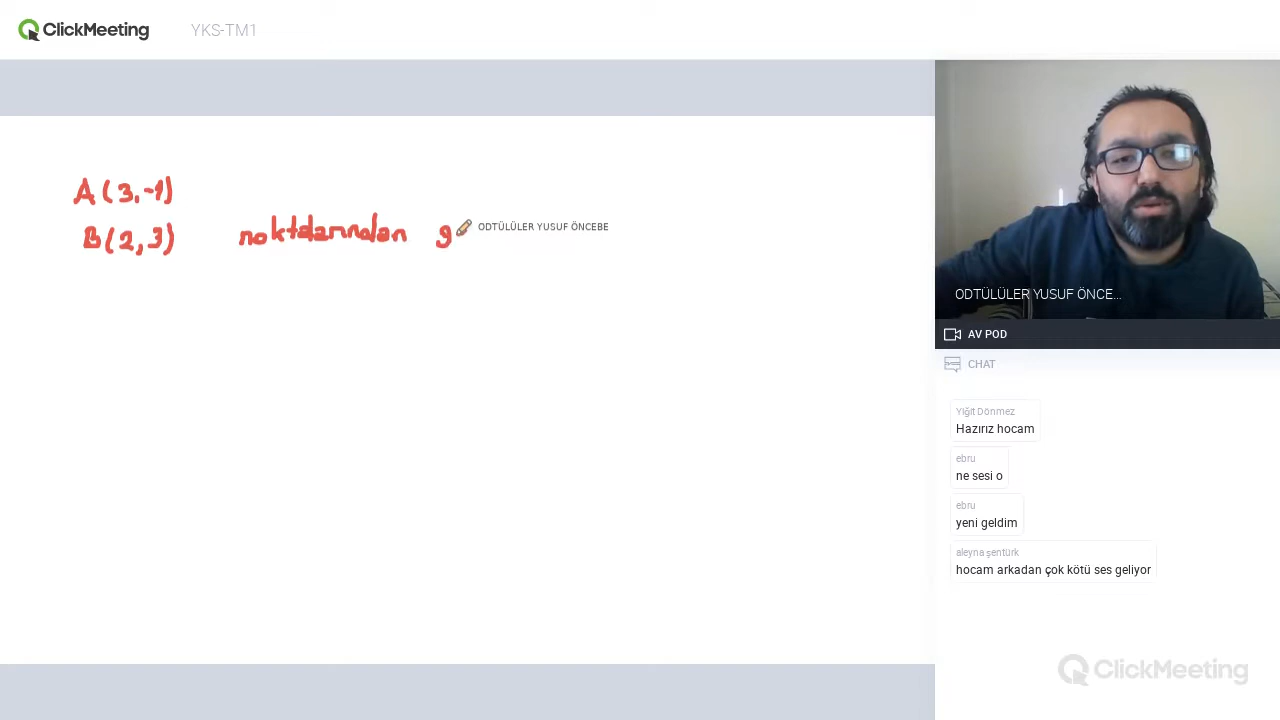 ClickMeeting
YKS-TM1
A(3,-1)
B(2,3) noktalarından g
ODTÜLÜLER YUSUF ÖNCEBE
ODTÜLÜLER YUSUF ÖNCE...
AV POD
CHAT
Yiğit Dönmez
Hazırız hocam
ebru
ne sesi o
ebru
yeni geldim
aleyna şentürk
hocam arkadan çok kötü ses geliyor
ClickMeeting